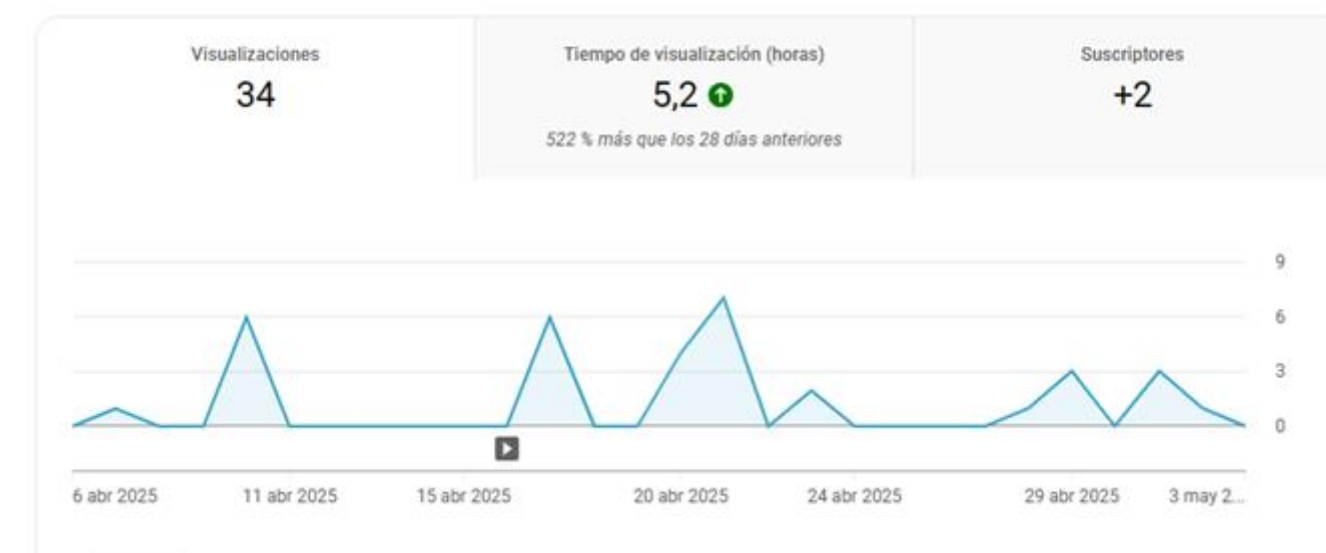 Visualizaciones
34
Tiempo de visualización (horas)
5,2
522 % más que los 28 días anteriores
Suscriptores
+2
9
6
3
0
6 abr 2025
11 abr 2025
15 abr 2025
20 abr 2025
24 abr 2025
29 abr 2025
3 may 2...